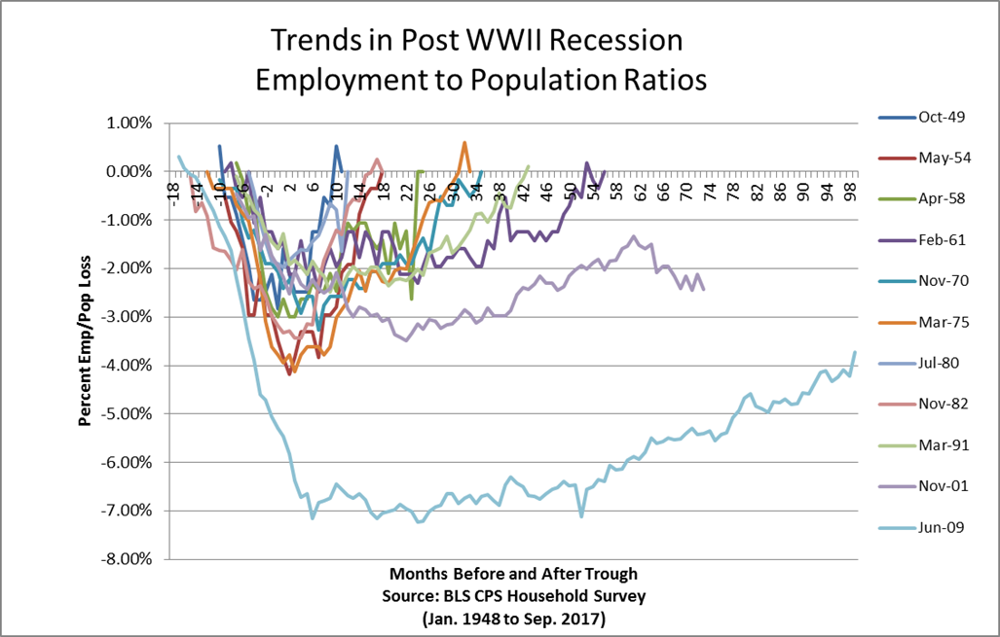 Trends in Post WWII Recession
Employment to Population Ratios
Percent Emp/Pop Loss
1.00%
0.00%
-1.00%
-2.00%
-3.00%
-4.00%
-5.00%
-6.00%
-7.00%
-8.00%
-18
-14
-10
-6
-2
2
6
10
14
18
22
26
30
34
38
42
46
50
54
58
62
66
70
74
78
82
86
90
94
98
Oct-49
May-54
Apr-58
Feb-61
Nov-70
Mar-75
Jul-80
Nov-82
Mar-91
Nov-01
Jun-09
Months Before and After Trough
Source: BLS CPS Household Survey
(Jan. 1948 to Sep. 2017)